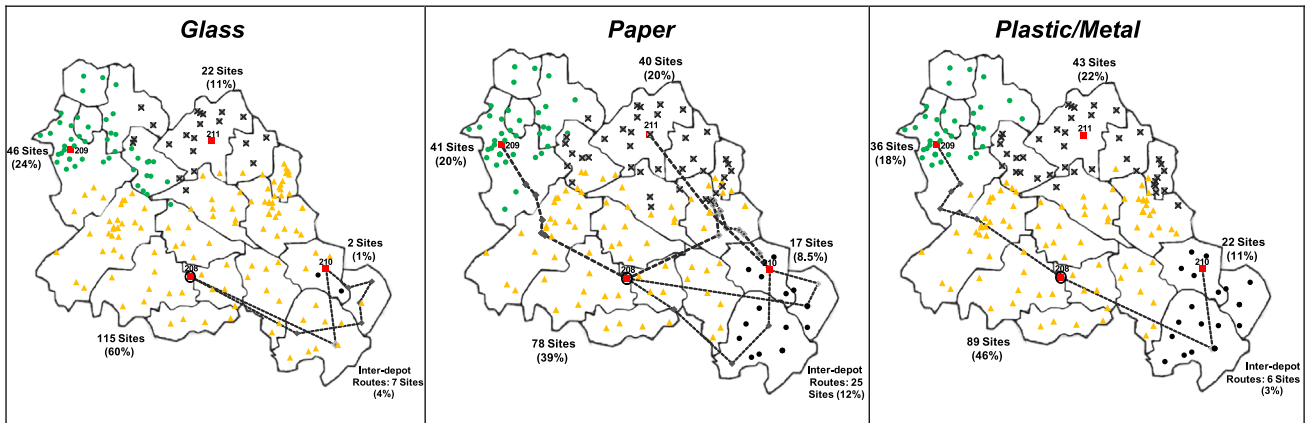 Glass
22 Sites
(11%)
211
46 Sites
(24%)
209
2 Sites
(1%)
210
208
115 Sites
(60%)
Inter-depot
Routes: 7 Sites
(4%)
Paper
40 Sites
(20%)
211
41 Sites
(20%)
209
17 Sites
(8.5%)
210
208
78 Sites
(39%)
Inter-depot
Routes: 25
Sites (12%)
Plastic/Metal
43 Sites
(22%)
211
36 Sites
(18%)
209
22 Sites
(11%)
210
208
89 Sites
(46%)
Inter-depot
Routes: 6 Sites
(3%)